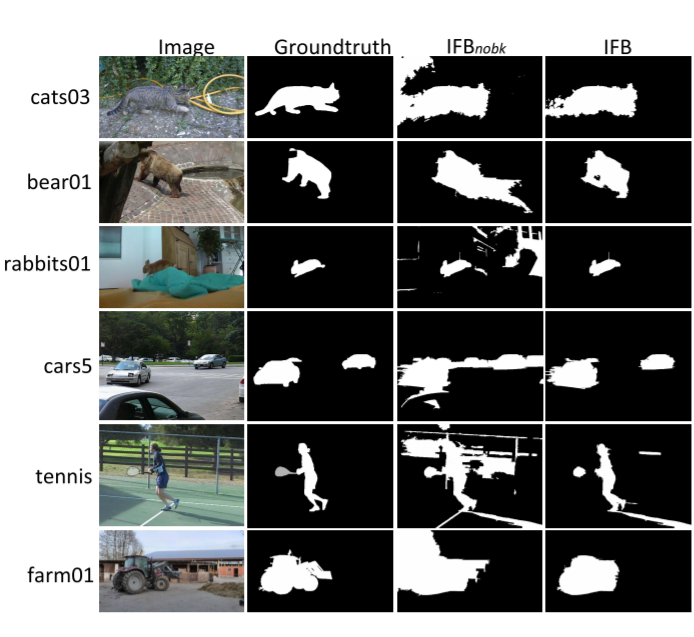 Image Groundtruth IFBnobk IFB
cats03
bear01
rabbits01
cars5
tennis
farm01